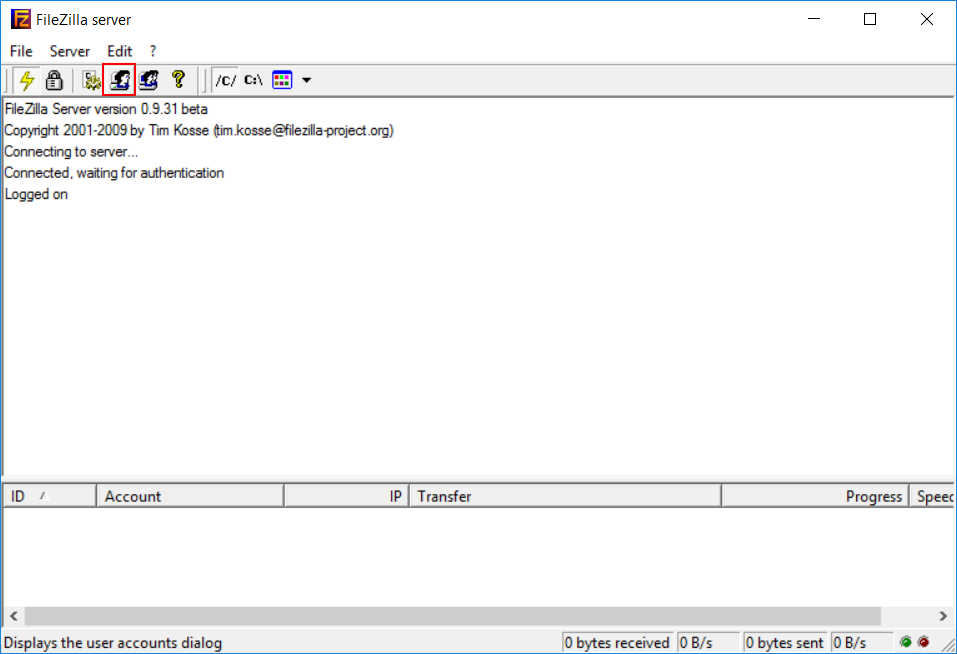 FileZilla server
File Server Edit ?
/C/ C:\
FileZilla Server version 0.9.31 beta
Copyright 2001-2009 by Tim Kosse (tim.kosse@filezilla-project.org)
Connecting to server...
Connected, waiting for authentication
Logged on
ID / Account IP Transfer Progress Speed
Displays the user accounts dialog 0 bytes received 0 B/s 0 bytes sent 0 B/s